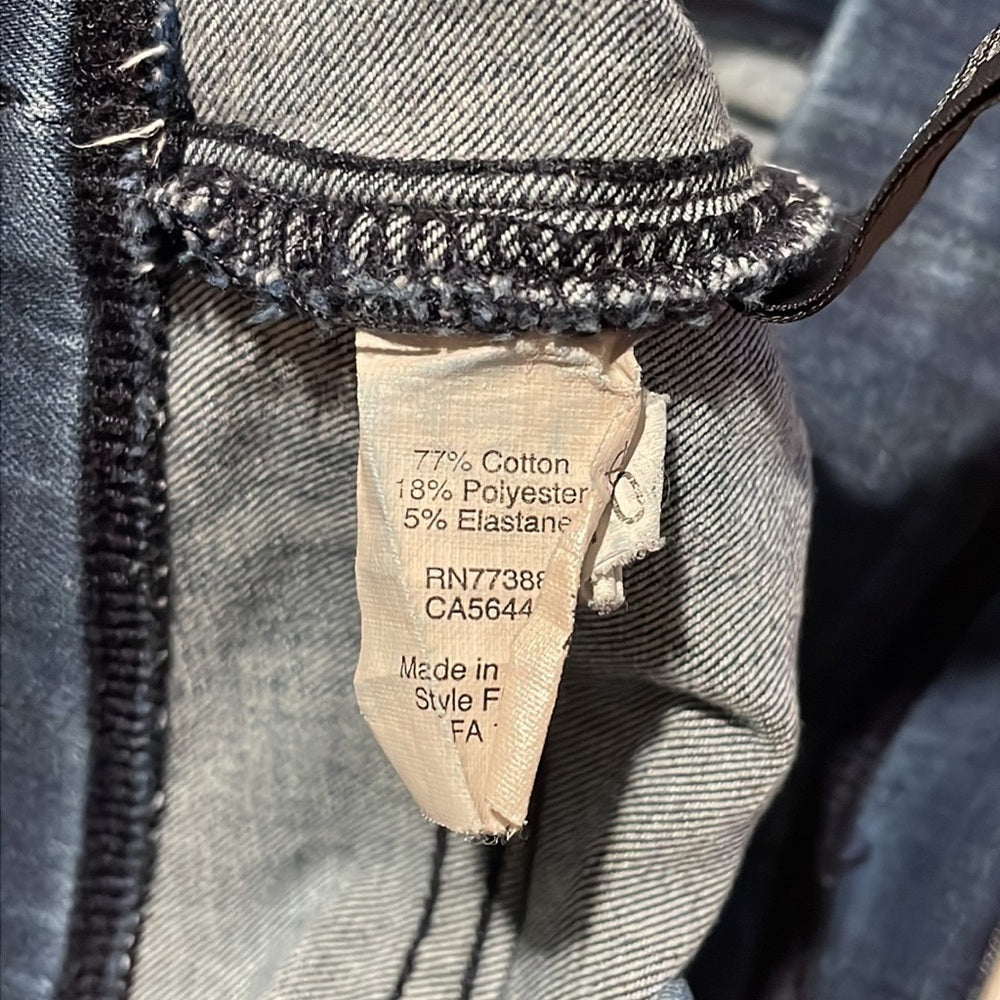 77% Cotton
18% Polyester
5% Elastane
RN77388
CA5644
Made in
Style F
FA